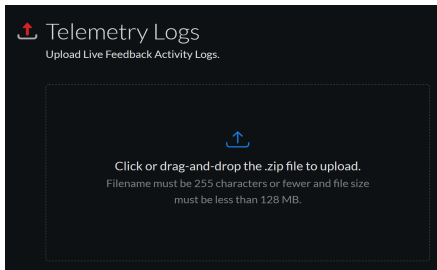 Telemetry Logs
Upload Live Feedback Activity Logs.
Click or drag-and-drop the .zip file to upload.
Filename must be 255 characters or fewer and file size
must be less than 128 MB.